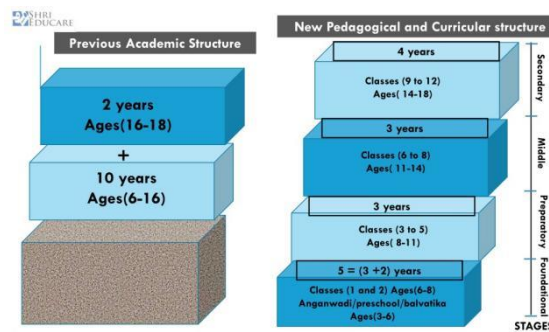 SHRI
EDUCARE
Previous Academic Structure
2 years
Ages(16-18)
+
10 years
Ages(6-16)
New Pedagogical and Curricular structure
4 years
Classes (9 to 12)
Ages( 14-18)
3 years
Classes (6 to 8)
Ages( 11-14)
3 years
Classes (3 to 5)
Ages( 8-11)
5 = (3 +2) years
Classes (1 and 2) Ages(6-8)
Anganwadi/preschool/balvatika
Ages(3-6)
Secondary
Middle
Preparatory
Foundational
STAGES